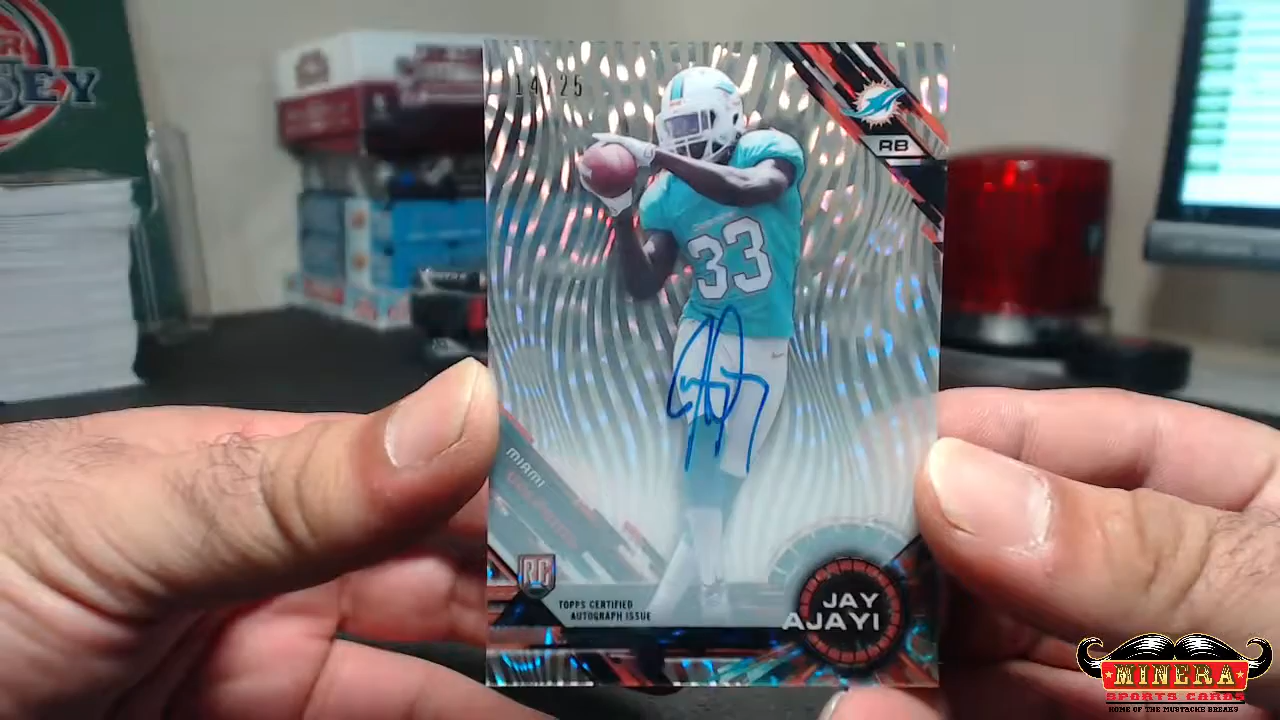 14/25
RB
33
MIAMI
RC
TOPPS CERTIFIED
AUTOGRAPH ISSUE
JAY
AJAYI
MINERA
SPORTS CARDS
HOME OF THE MUSTACHE BREAKS